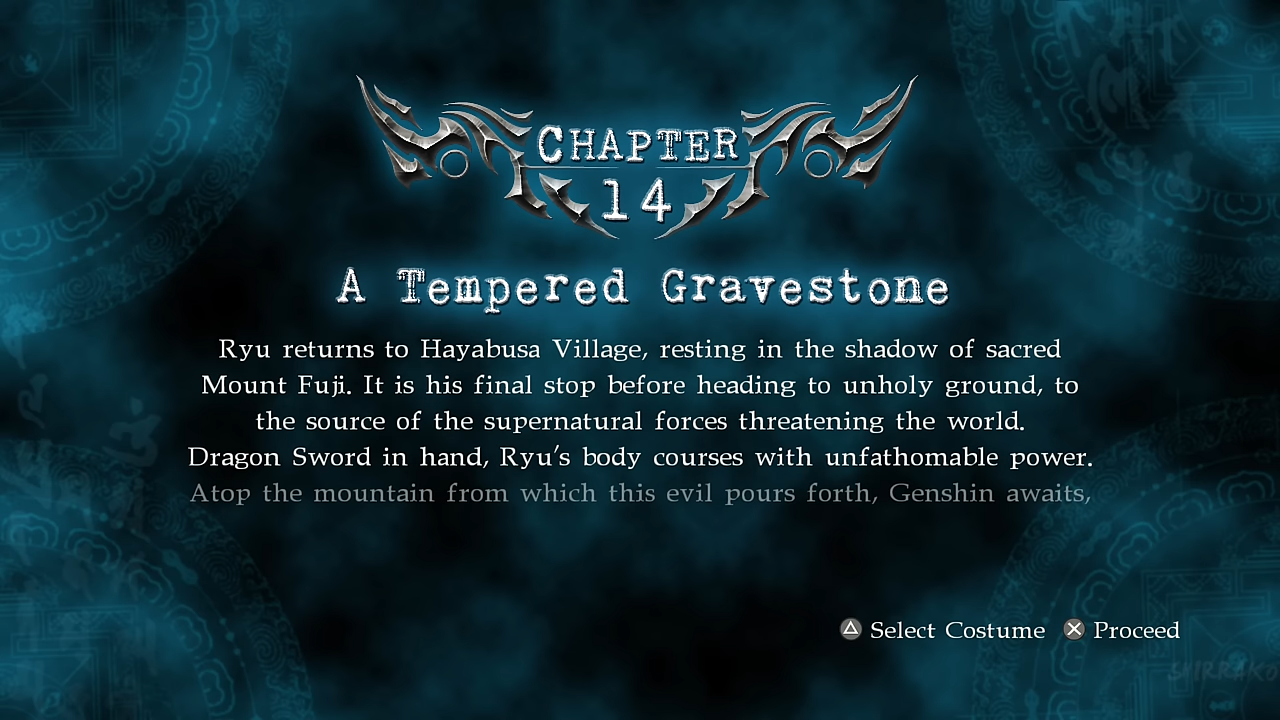 CHAPTER
14
A Tempered Gravestone
Ryu returns to Hayabusa Village, resting in the shadow of sacred
Mount Fuji. It is his final stop before heading to unholy ground, to
the source of the supernatural forces threatening the world.
Dragon Sword in hand, Ryu's body courses with unfathomable power.
Atop the mountain from which this evil pours forth, Genshin awaits,
Select Costume
Proceed
SHIRRAKO